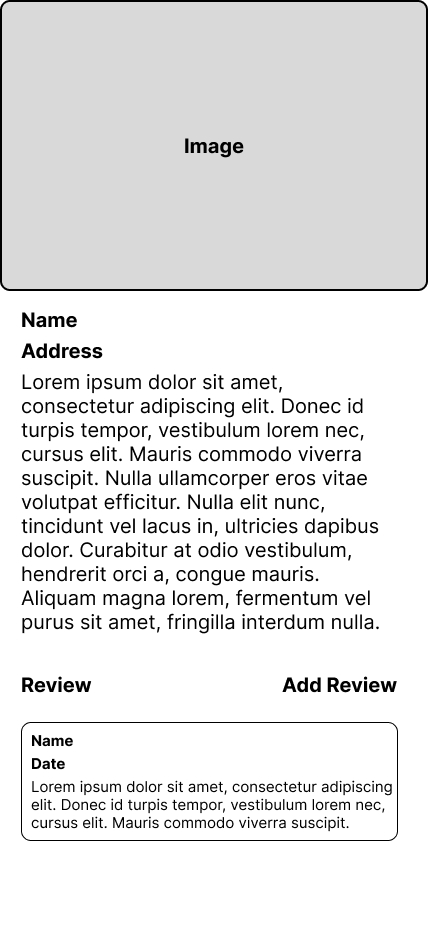 Image
Name
Address
Lorem ipsum dolor sit amet,
consectetur adipiscing elit. Donec id
turpis tempor, vestibulum lorem nec,
cursus elit. Mauris commodo viverra
suscipit. Nulla ullamcorper eros vitae
volutpat efficitur. Nulla elit nunc,
tincidunt vel lacus in, ultricies dapibus
dolor. Curabitur at odio vestibulum,
hendrerit orci a, congue mauris.
Aliquam magna lorem, fermentum vel
purus sit amet, fringilla interdum nulla.
Review Add Review
Name
Date
Lorem ipsum dolor sit amet, consectetur adipiscing
elit. Donec id turpis tempor, vestibulum lorem nec,
cursus elit. Mauris commodo viverra suscipit.